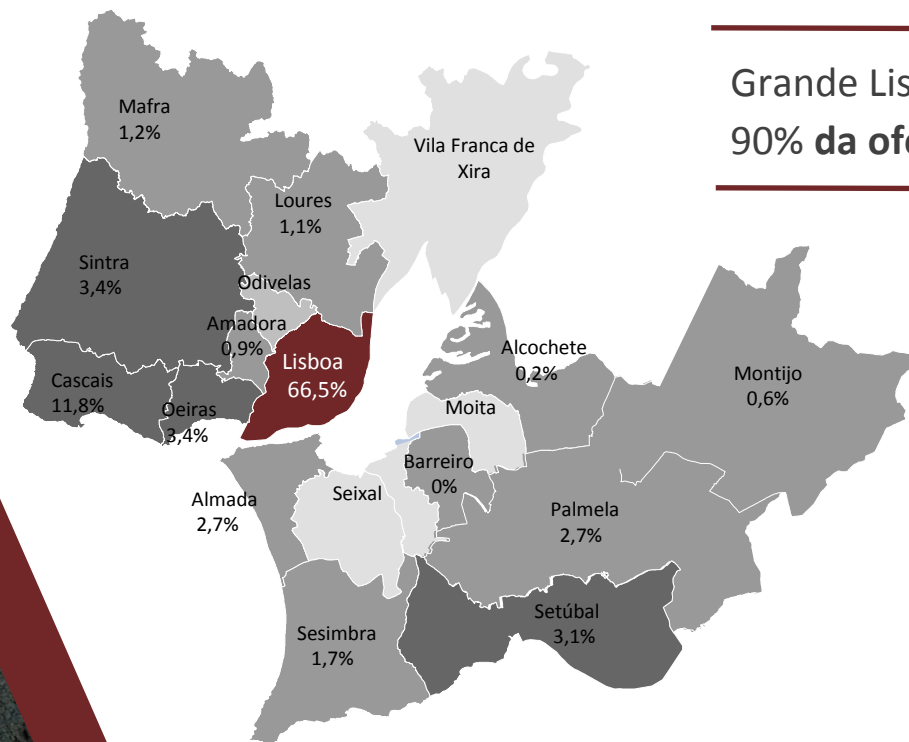 Grande
90% da
Mafra
1,2%
Vila Franca de
Xira
Loures
1,1%
Sintra
3,4%
Odivelas
Amadora
0,9%
Lisboa
66,5%
Cascais
11,8%
Oeiras
3,4%
Alcochete
0,2%
Montijo
0,6%
Moita
Barreiro
0%
Seixal
Almada
2,7%
Palmela
2,7%
Setúbal
3,1%
Sesimbra
1,7%